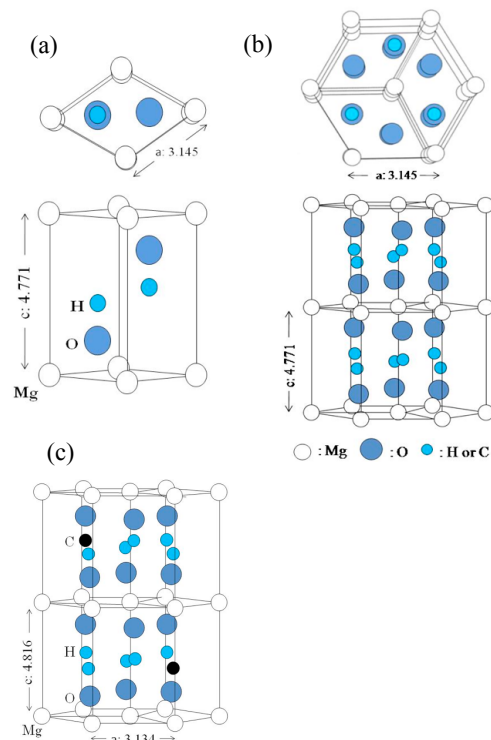 (a)
a: 3.145
c: 4.771
H
O
Mg
(b)
a: 3.145
c: 4.771
: Mg
: O
: H or C
(c)
C
c: 4.816
H
O
Mg
a: 3.134